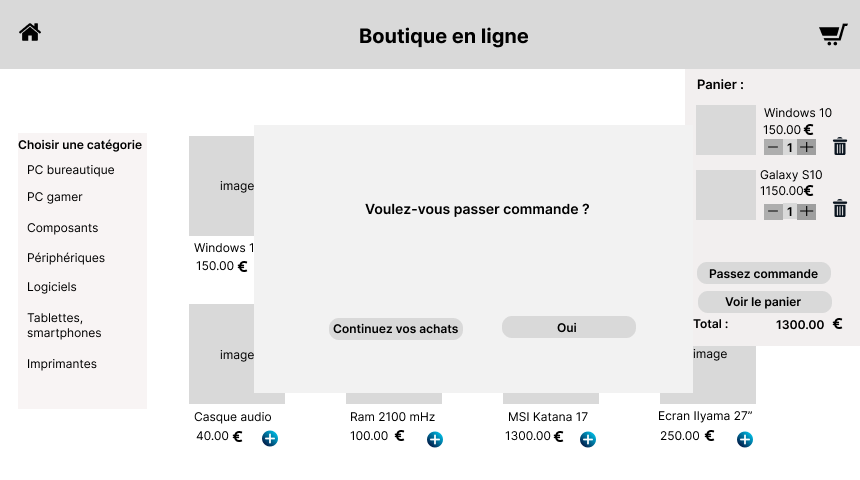 Boutique en ligne
Panier :
Windows 10
150.00 €
1
Galaxy S10
1150.00€
1
Passez commande
Voir le panier
Total : 1300.00 €
Choisir une catégorie
PC bureautique
PC gamer
Composants
Périphériques
Logiciels
Tablettes,
smartphones
Imprimantes
image
Windows 1
150.00 €
Voulez-vous passer commande ?
Continuez vos achats
Oui
image
image
Casque audio
40.00 €
Ram 2100 mHz
100.00 €
MSI Katana 17
1300.00 €
Ecran IIyama 27”
250.00 €